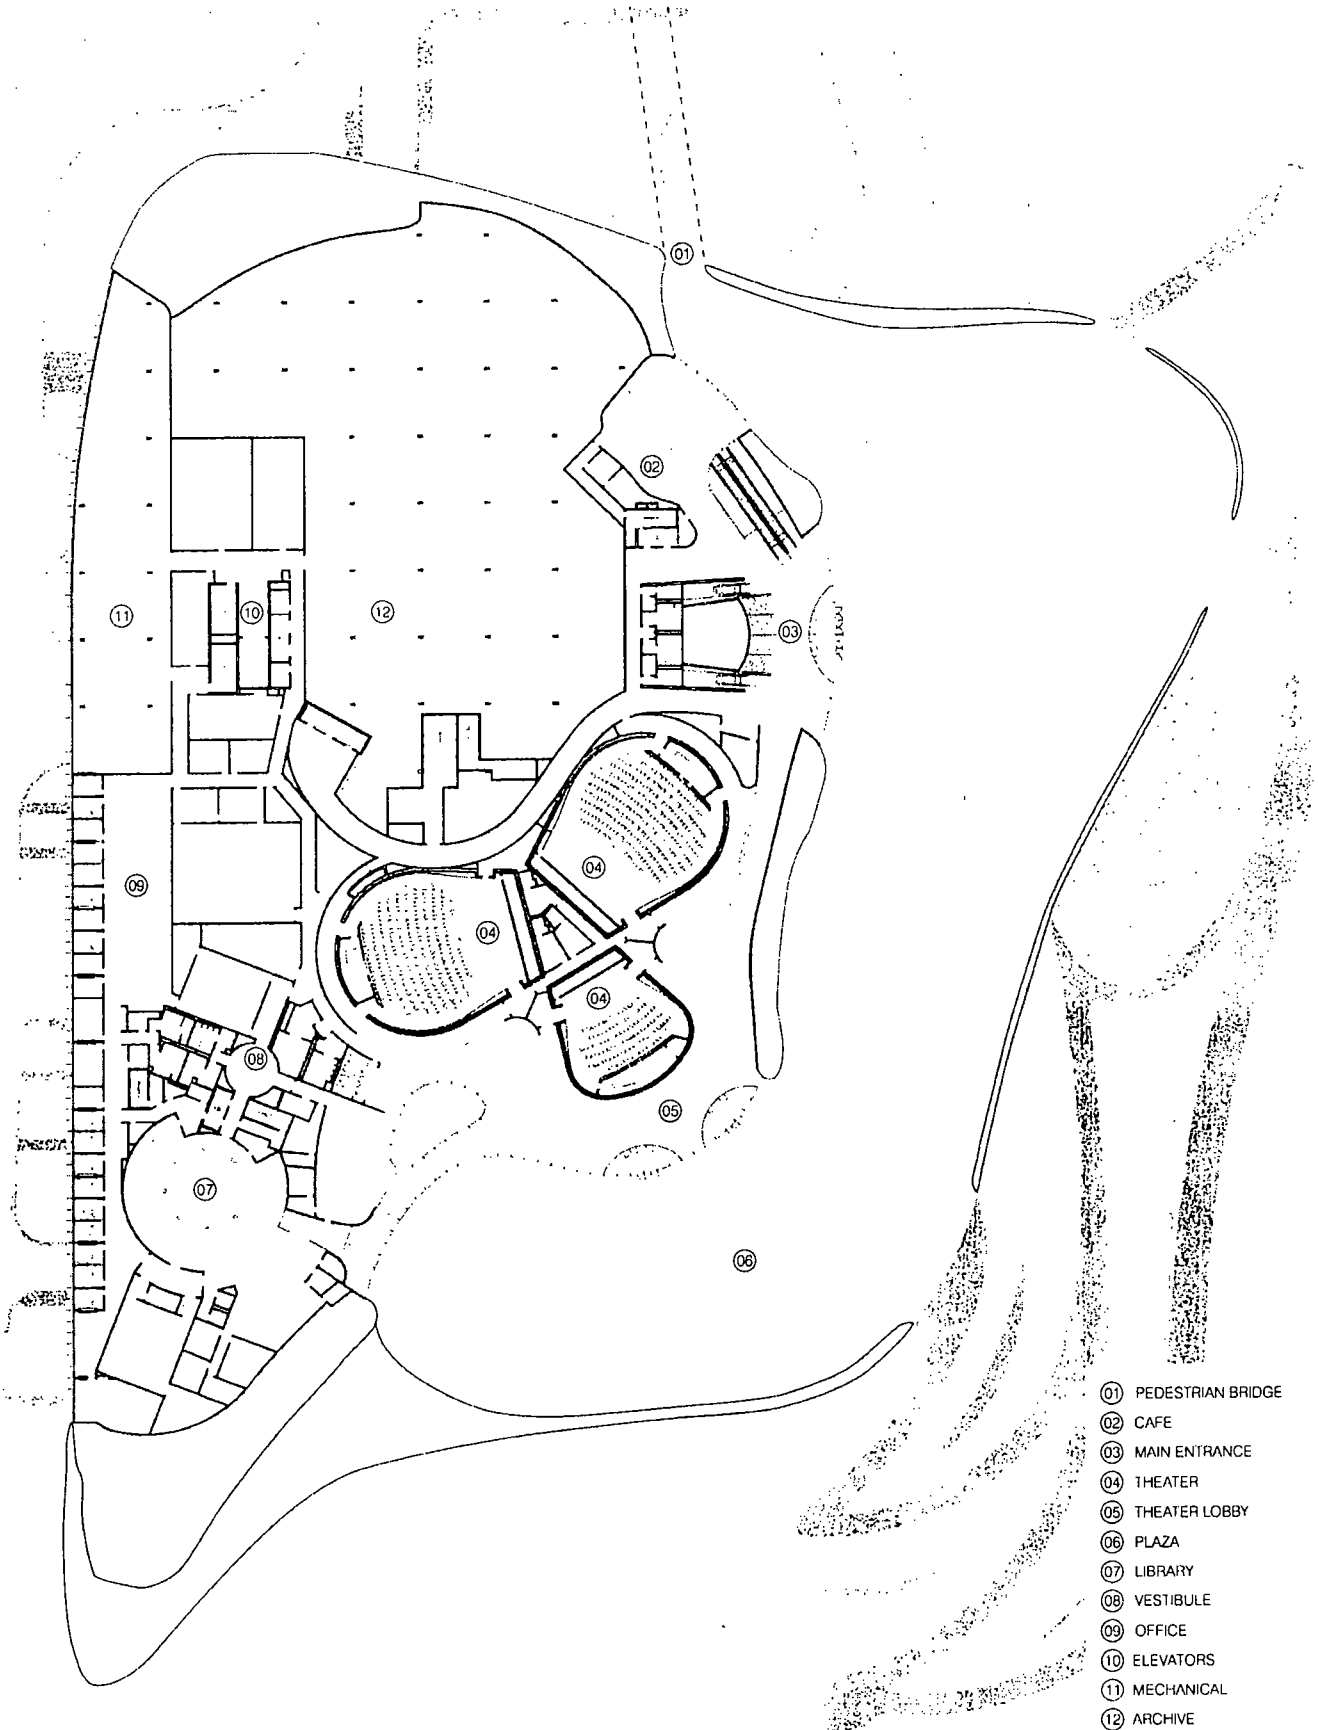 01
02
10
11
12
03
04
09
04
04
08
05
07
06
01 PEDESTRIAN BRIDGE
02 CAFE
03 MAIN ENTRANCE
04 THEATER
05 THEATER LOBBY
06 PLAZA
07 LIBRARY
08 VESTIBULE
09 OFFICE
10 ELEVATORS
11 MECHANICAL
12 ARCHIVE